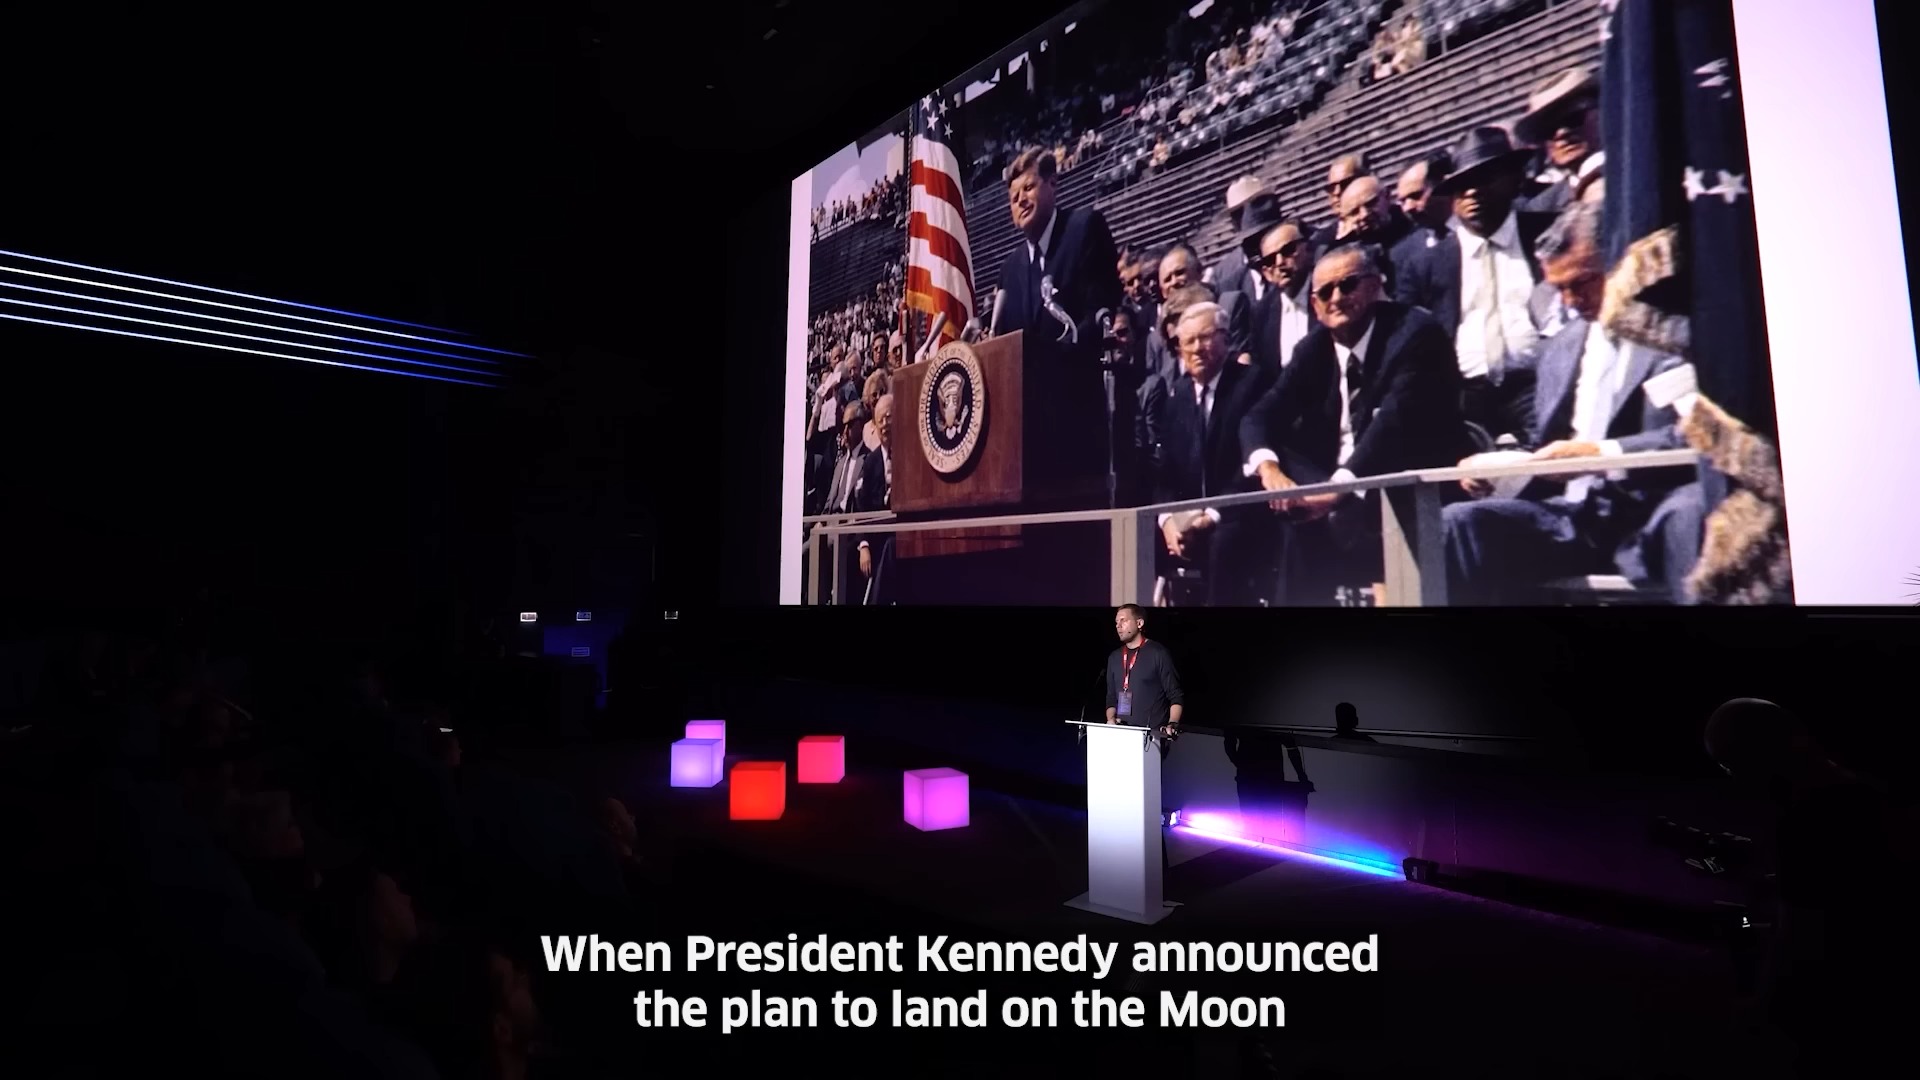 When President Kennedy announced
the plan to land on the Moon